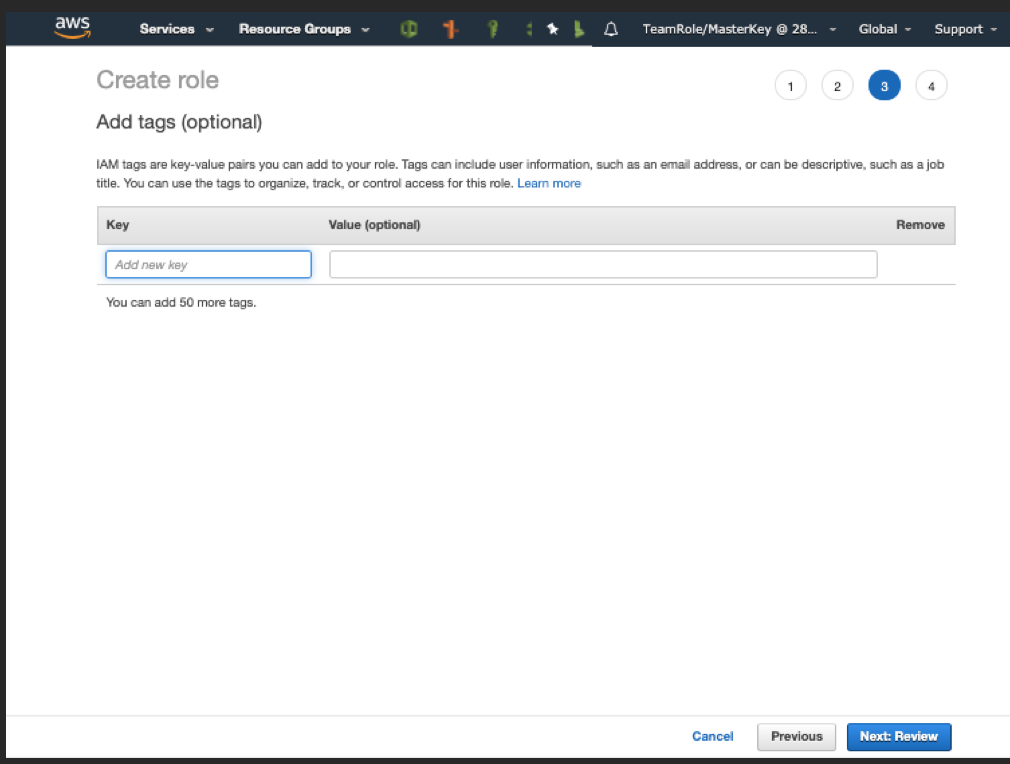 aws Services Resource Groups TeamRole/MasterKey @ 28... Global Support
Create role
1 2 3 4
Add tags (optional)
IAM tags are key-value pairs you can add to your role. Tags can include user information, such as an email address, or can be descriptive, such as a job
title. You can use the tags to organize, track, or control access for this role. Learn more
Key Value (optional) Remove
Add new key
You can add 50 more tags.
Cancel Previous Next: Review